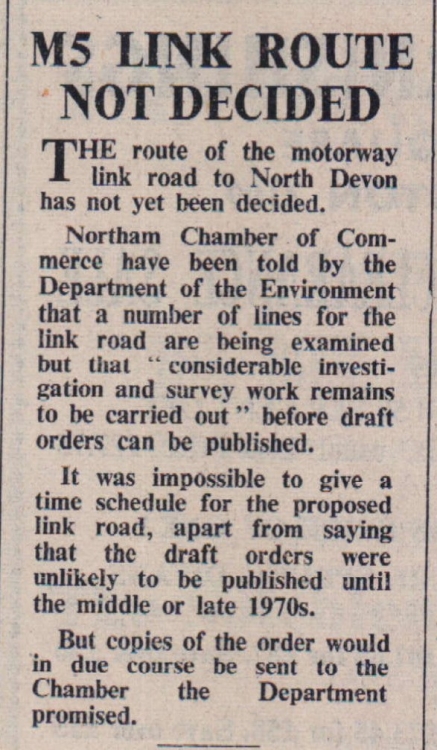 M5 LINK ROUTE
NOT DECIDED
THE route of the motorway
link road to North Devon
has not yet been decided.
Northam Chamber of Com-
merce have been told by the
Department of the Environment
that a number of lines for the
link road are being examined
but that " considerable investi-
gation and survey work remains
to be carried out " before draft
orders can be published.
It was impossible to give a
time schedule for the proposed
link road, apart from saying
that the draft orders were
unlikely to be published until
the middle or late 1970s.
But copies of the order would
in due course be sent to the
Chamber the Department
promised.